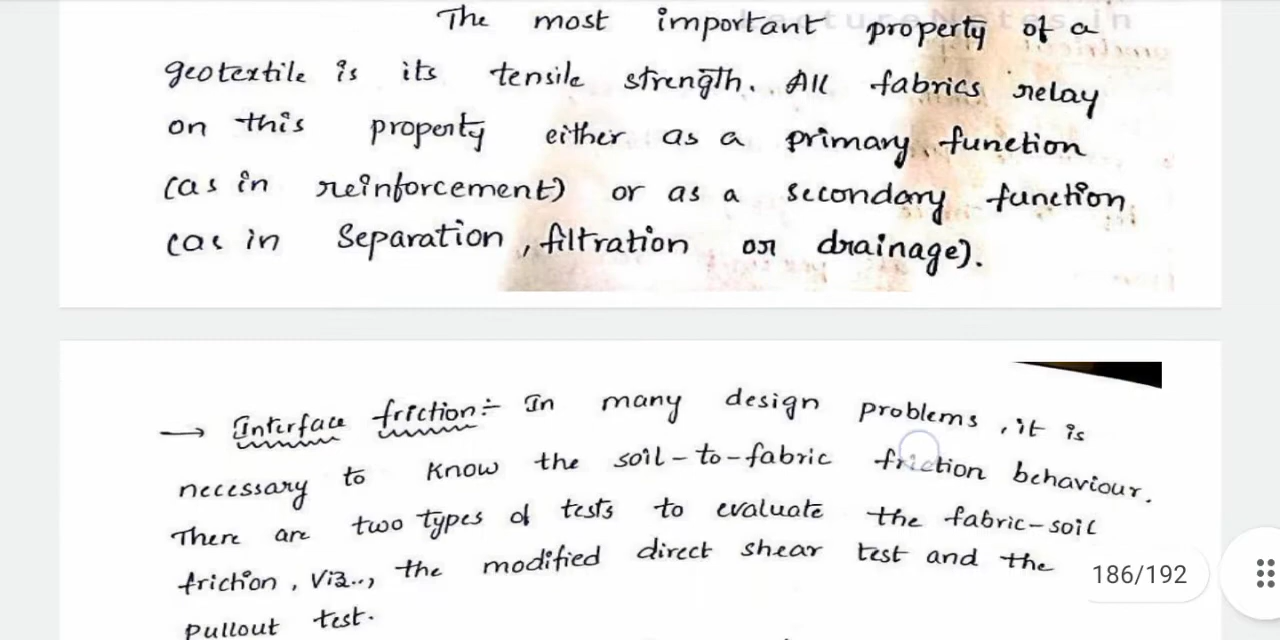 The most important property of a
geotextile is its tensile strength. All fabrics relay
on this property either as a primary function
(as in reinforcement) or as a secondary function
(as in Separation, filtration or drainage).
→ Interface friction:- In many design problems, it is
necessary to know the soil-to-fabric friction behaviour.
There are two types of tests to evaluate the fabric-soil
friction, Viz.., the modified direct shear test and the
186/192
pullout test.